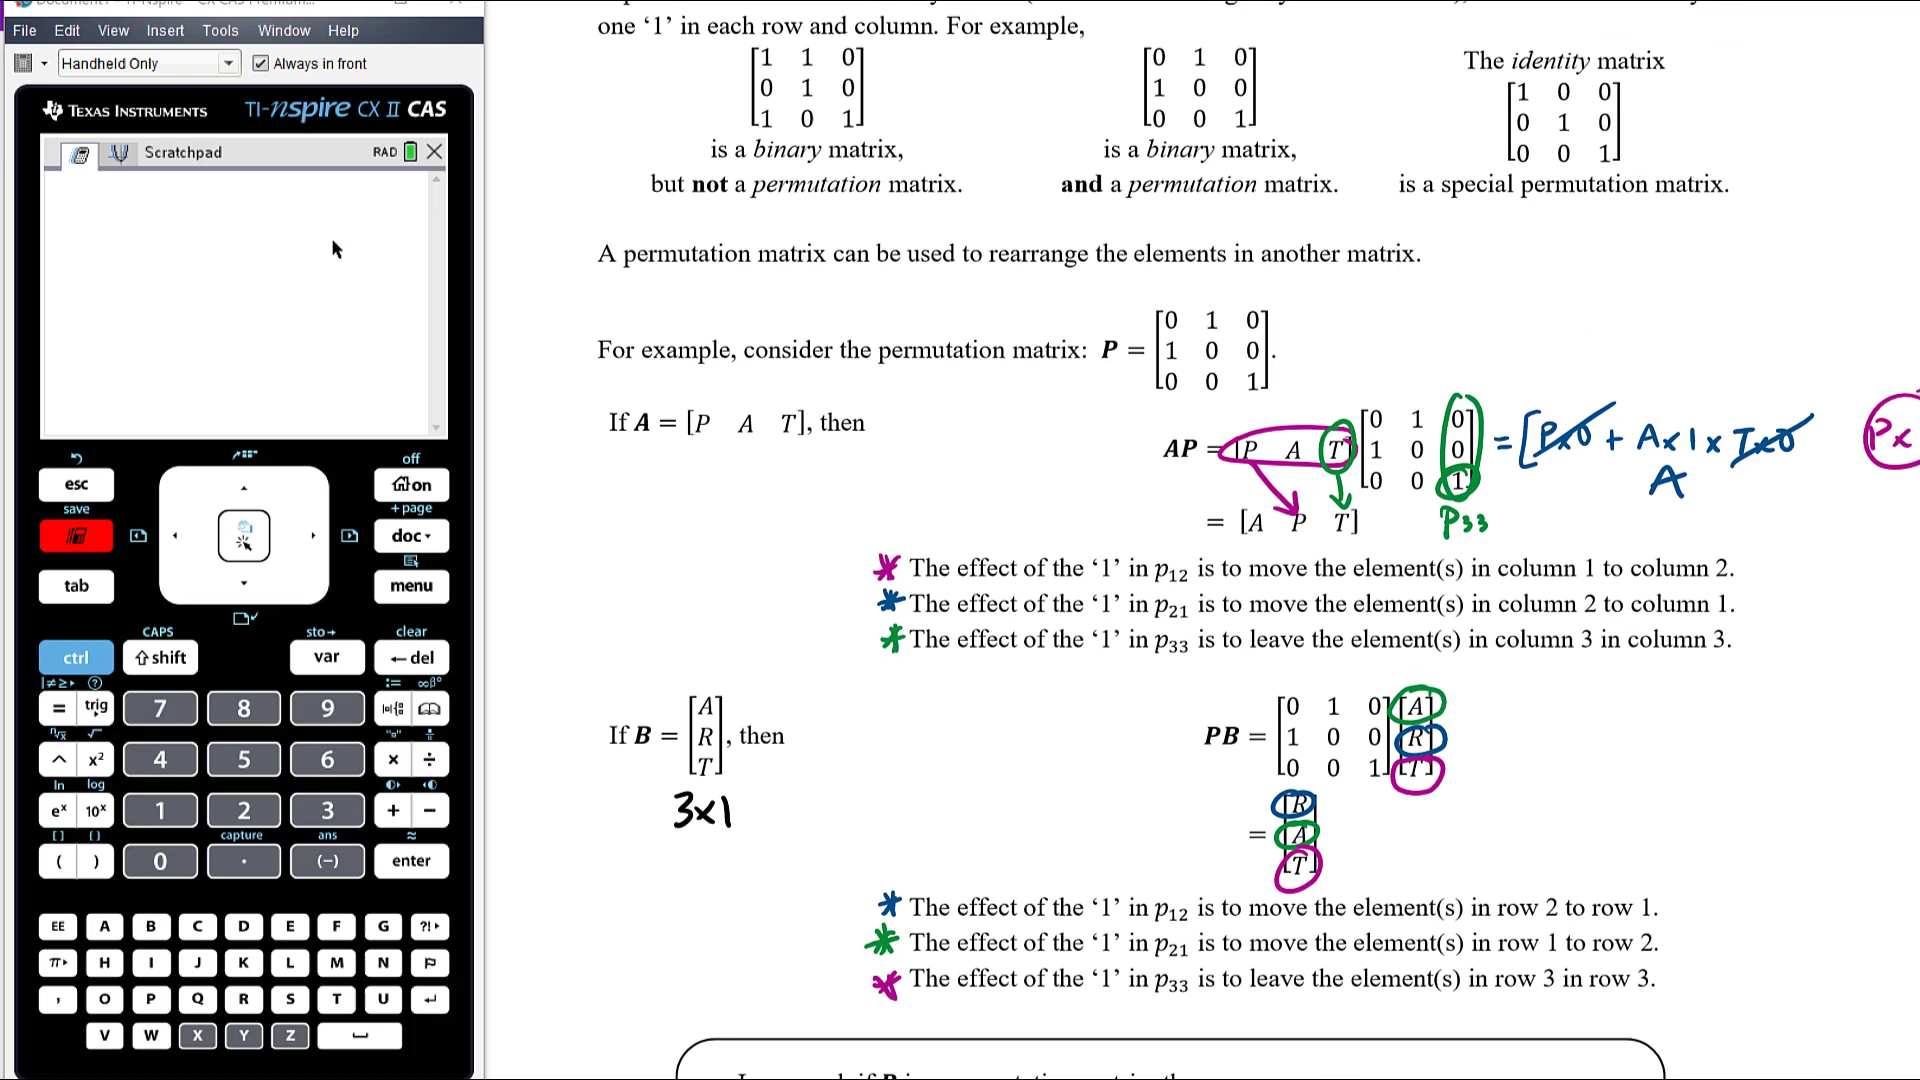 File Edit View Insert Tools Window Help
Handheld Only
Always in front
TEXAS INSTRUMENTS TI-nspire CX II CAS
Scratchpad RAD
off
esc on
save + page
doc
tab menu
CAPS sto→ clear
ctrl shift var ←del
= trig 7 8 9
^ x² 4 5 6 × ÷
ln log
eˣ 10ˣ 1 2 3 + −
[ ] { } capture ans ≈
( ) 0 . (−) enter
EE A B C D E F G ?!▸
π▸ H I J K L M N
, O P Q R S T U ↵
V W X Y Z
one ‘1’ in each row and column. For example,
[1 1 0]
[0 1 0]
[1 0 1]
is a binary matrix,
but not a permutation matrix.
[0 1 0]
[1 0 0]
[0 0 1]
is a binary matrix,
and a permutation matrix.
The identity matrix
[1 0 0]
[0 1 0]
[0 0 1]
is a special permutation matrix.
A permutation matrix can be used to rearrange the elements in another matrix.
For example, consider the permutation matrix: P = [0 1 0]
[1 0 0].
[0 0 1]
If A = [P A T], then
AP = [P A T] [0 1 0]
[1 0 0]
[0 0 1]
= [P×0 + A×1 × T×0
A
P×
= [A P T]
P33
* The effect of the ‘1’ in p₁₂ is to move the element(s) in column 1 to column 2.
* The effect of the ‘1’ in p₂₁ is to move the element(s) in column 2 to column 1.
* The effect of the ‘1’ in p₃₃ is to leave the element(s) in column 3 in column 3.
If B = [A]
[R], then
[T]
3x1
PB = [0 1 0] [A]
[1 0 0] [R]
[0 0 1] [T]
= [R]
[A]
[T]
* The effect of the ‘1’ in p₁₂ is to move the element(s) in row 2 to row 1.
* The effect of the ‘1’ in p₂₁ is to move the element(s) in row 1 to row 2.
* The effect of the ‘1’ in p₃₃ is to leave the element(s) in row 3 in row 3.